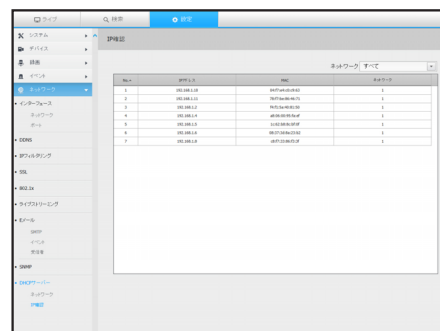 ライブ
検索
設定
システム
デバイス
録画
イベント
ネットワーク
インターフェース
ネットワーク
ポート
DDNS
IPフィルタリング
SSL
802.1x
ライブストリーミング
Eメール
SMTP
イベント
受信者
SNMP
DHCPサーバー
ネットワーク
IP確認
IP確認
ネットワーク すべて
No. IPアドレス MAC ネットワーク
1 192.168.1.10 1
2 192.168.1.11 1
3 192.168.1.2 1
4 192.168.1.4 1
5 192.168.1.5 1
6 192.168.1.6 1
7 192.168.1.8 1